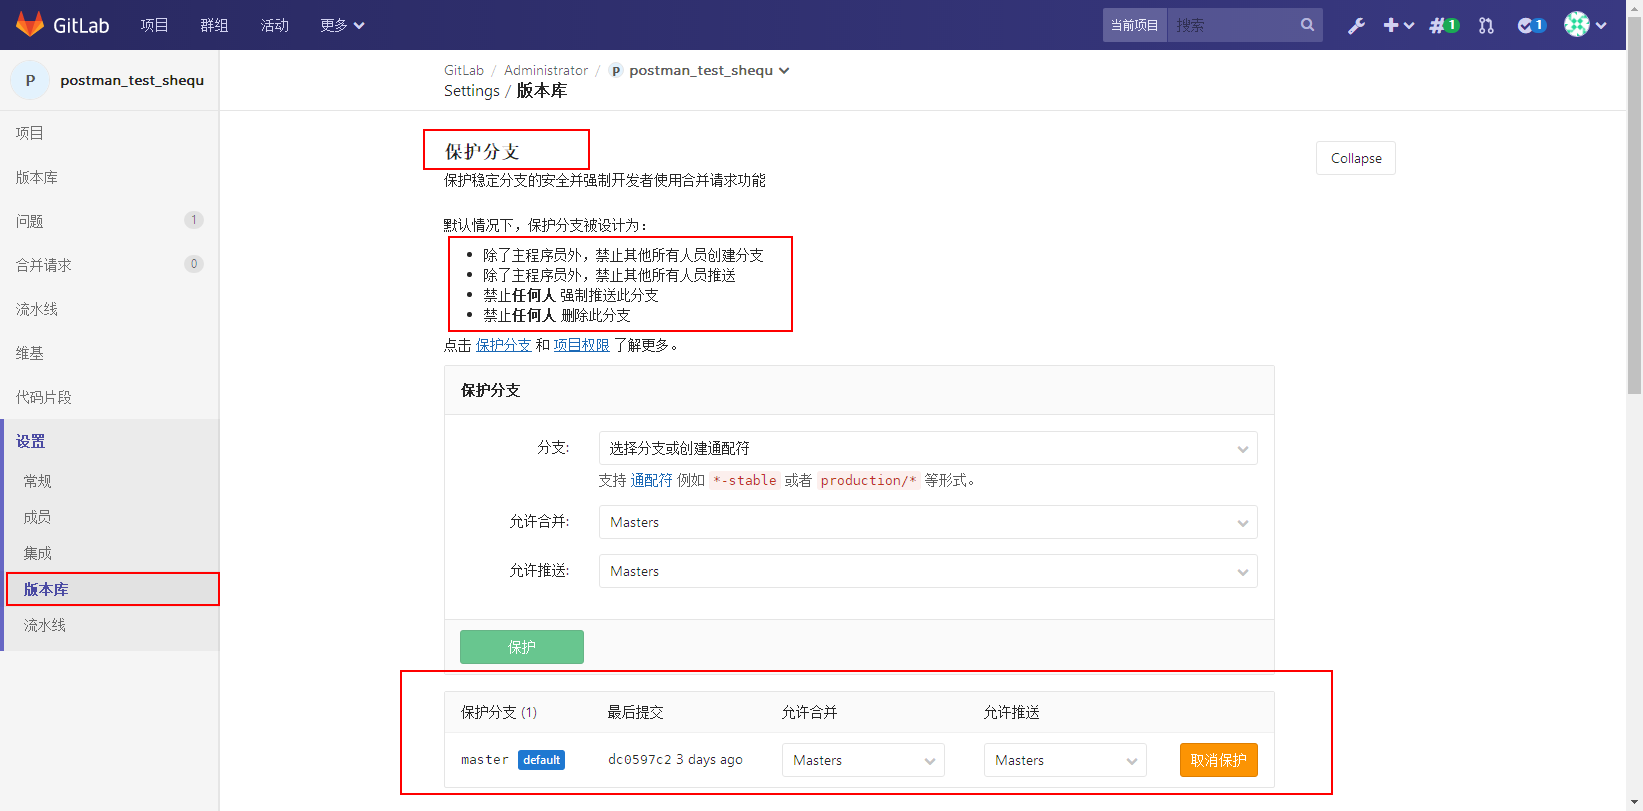 GitLab 项目 群组 活动 更多 当前项目 搜索 1 1
P postman_test_shequ
GitLab / Administrator / P postman_test_shequ
Settings / 版本库
项目
版本库
问题 1
合并请求 0
流水线
维基
代码片段
设置
常规
成员
集成
版本库
流水线
保护分支
Collapse
保护稳定分支的安全并强制开发者使用合并请求功能
默认情况下，保护分支被设计为：
• 除了主程序员外，禁止其他所有人员创建分支
• 除了主程序员外，禁止其他所有人员推送
• 禁止任何人 强制推送此分支
• 禁止任何人 删除此分支
点击 保护分支 和 项目权限 了解更多。
保护分支
分支: 选择分支或创建通配符
支持 通配符 例如 *-stable 或者 production/* 等形式。
允许合并: Masters
允许推送: Masters
保护
保护分支 (1) 最后提交 允许合并 允许推送
master default dc0597c2 3 days ago Masters Masters 取消保护